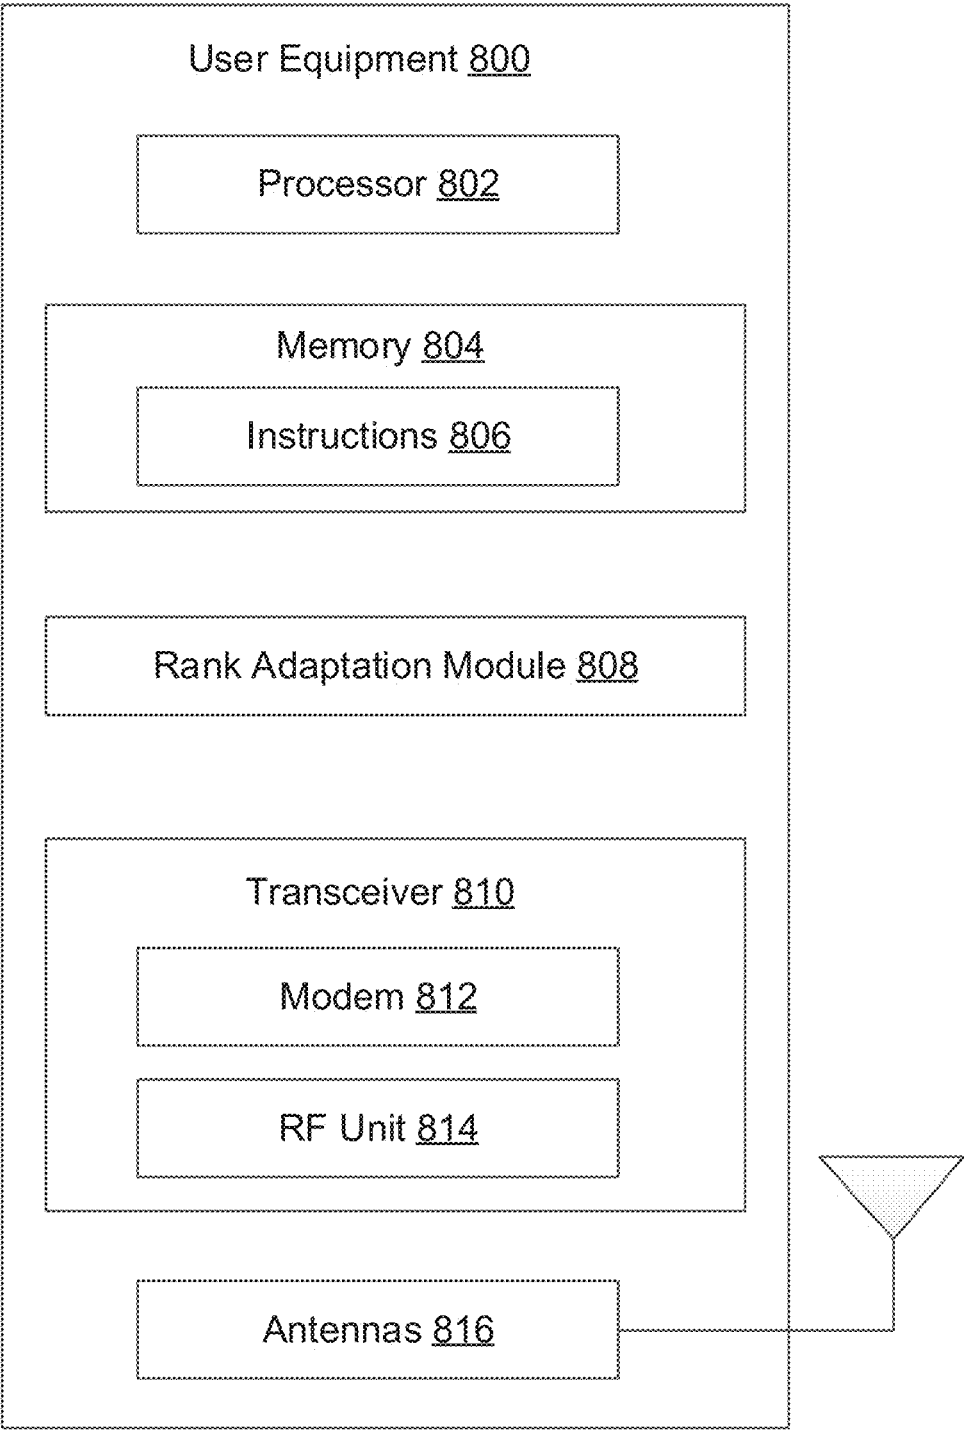 User Equipment 800
Processor 802
Memory 804
Instructions 806
Rank Adaptation Module 808
Transceiver 810
Modem 812
RF Unit 814
Antennas 816